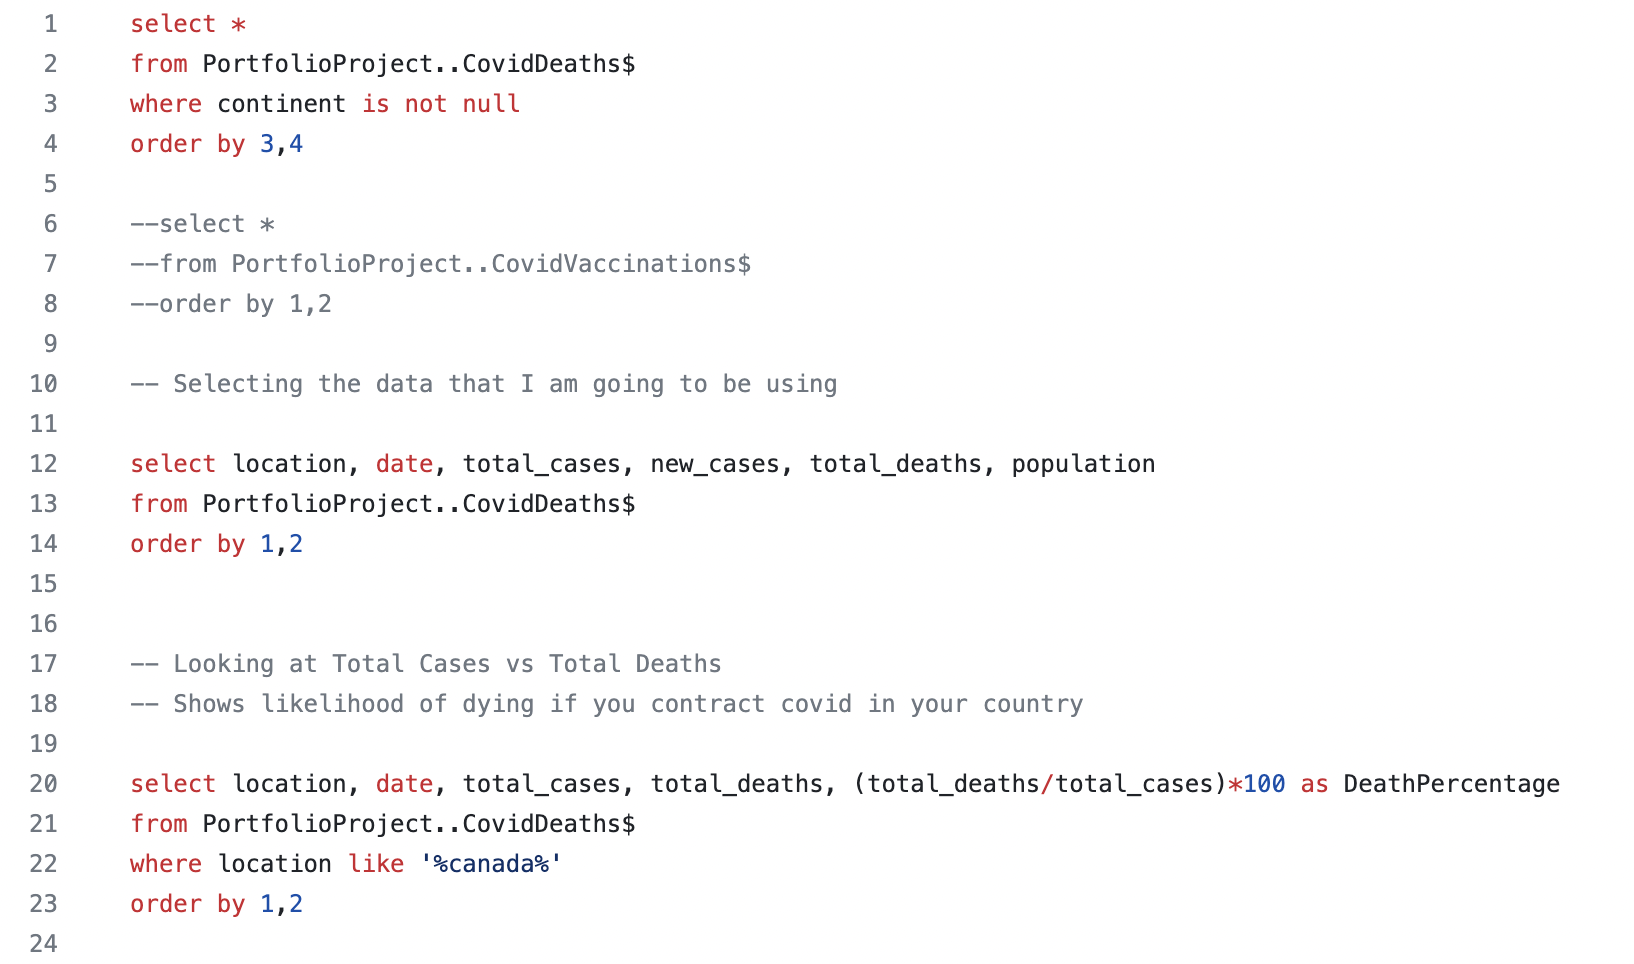 1 select *
2 from PortfolioProject..CovidDeaths$
3 where continent is not null
4 order by 3,4
5
6 --select *
7 --from PortfolioProject..CovidVaccinations$
8 --order by 1,2
9
10 -- Selecting the data that I am going to be using
11
12 select location, date, total_cases, new_cases, total_deaths, population
13 from PortfolioProject..CovidDeaths$
14 order by 1,2
15
16
17 -- Looking at Total Cases vs Total Deaths
18 -- Shows likelihood of dying if you contract covid in your country
19
20 select location, date, total_cases, total_deaths, (total_deaths/total_cases)*100 as DeathPercentage
21 from PortfolioProject..CovidDeaths$
22 where location like '%canada%'
23 order by 1,2
24